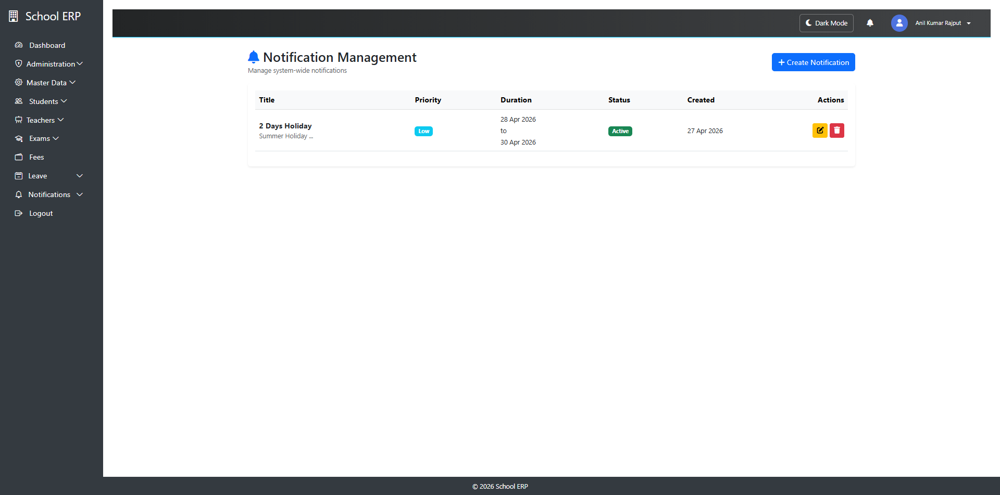 School ERP
Dashboard
Administration
Master Data
Students
Teachers
Exams
Fees
Leave
Notifications
Logout
Dark Mode
Anil Kumar Rajput
Notification Management
Manage system-wide notifications
+ Create Notification
Title Priority Duration Status Created Actions
2 Days Holiday
Summer Holiday ...
Low
28 Apr 2026
to
30 Apr 2026
Active
27 Apr 2026
© 2026 School ERP